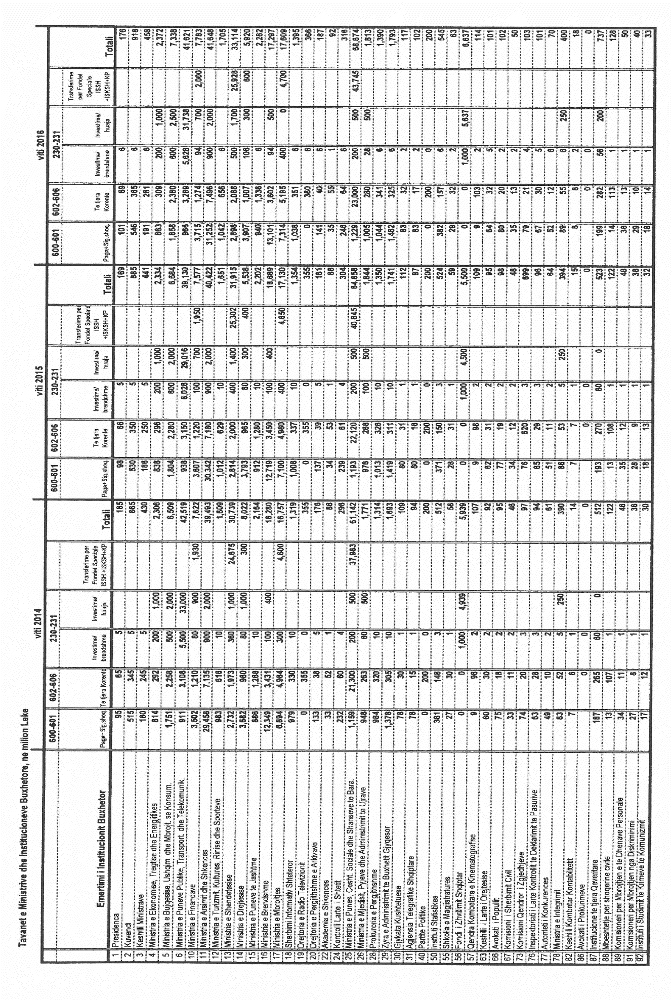 Tavanet e Ministrive dhe Institucioneve Buxhetore, ne milion Leke
viti 2014 viti 2015 viti 2016
600-601 602-606 230-231 600-601 602-606 230-231 600-601 602-606 230-231
Emertimi i Institucionit Buxhetor Paga+Sig.shoq. Te tjera Korente Investime/ brendshme Investime/ huaja Transferime per Fondet Speciale ISSH +ISKSH+KP Totali Paga+Sig.shoq. Te tjera Korente Investime/ brendshme Investime/ huaja Transferime per Fondet Speciale ISSH +ISKSH+KP Totali Paga+Sig.shoq. Te tjera Korente Investime/ brendshme Investime/ huaja Transferime per Fondet Speciale ISSH +ISKSH+KP Totali
1 Presidenca 95 65 5 165 98 66 5 169 101 69 6 176
2 Kuvendi 515 345 5 865 530 350 5 885 546 365 6 918
3 Keshilli Ministrave 180 245 5 430 186 250 5 441 191 261 6 458
4 Ministria e Ekonomise, Tregtise dhe Energjitikes 814 292 200 1,000 2,306 838 296 200 1,000 2,334 863 309 200 1,000 2,372
5 Ministria e Bujqesise, Ushqim. dhe Mbrojt. se Konsum. 1,751 2,258 500 2,000 6,509 1,804 2,280 600 2,000 6,684 1,858 2,380 600 2,500 7,338
6 Ministria e Puneve Publike, Transport. dhe Telekomunik. 911 3,108 5,500 33,000 42,519 938 3,150 6,026 29,016 39,130 966 3,289 5,628 31,738 41,621
10 Ministria e Financave 3,502 1,210 80 900 1,930 7,622 3,607 1,220 100 700 1,950 7,577 3,715 1,274 94 700 2,000 7,783
11 Ministria e Arsimit dhe Shkences 29,458 7,135 900 2,000 39,493 30,342 7,180 900 2,000 40,422 31,252 7,496 900 2,000 41,648
12 Ministria e Turizmit, Kultures, Rinise dhe Sporteve 983 616 10 1,609 1,012 629 10 1,651 1,042 656 6 1,705
13 Ministria e Shendetesise 2,732 1,973 360 1,000 24,675 30,739 2,814 2,000 400 1,400 25,302 31,915 2,898 2,088 500 1,700 25,928 33,114
14 Ministria e Drejtesise 3,682 960 80 1,000 300 6,022 3,793 965 80 300 400 5,538 3,907 1,007 106 300 600 5,920
15 Ministria e Puneve te Jashtme 886 1,268 10 2,164 912 1,280 10 2,202 940 1,336 6 2,282
16 Ministria e Brendshme 12,349 3,431 100 400 16,280 12,719 3,450 100 400 16,669 13,101 3,602 94 500 17,297
17 Ministria e Mbrojtjes 6,894 4,964 300 4,600 16,757 7,100 4,980 400 4,650 17,130 7,314 5,195 400 0 4,700 17,609
18 Sherbimi Informativ Shteteror 979 330 10 1,319 1,008 337 10 1,354 1,038 351 6 1,395
19 Drejtoria e Radio Televizionit 0 355 0 355 0 355 0 355 0 360 6 366
20 Drejtoria e Pergjithshme e Arkivave 133 38 5 176 137 39 5 181 141 40 6 187
22 Akademia e Shkences 33 52 1 86 34 53 1 88 35 55 1 92
24 Kontrolli Larte i Shtetit 232 60 4 296 239 61 4 304 246 64 6 316
25 Ministria e Punes, Cesht. Sociale dhe Shanseve te Bara. 1,159 21,300 200 500 37,983 61,142 1,193 22,120 200 500 40,845 64,858 1,229 23,000 200 500 43,745 68,674
26 Ministria e Mjedisit, Pyjeve dhe Administrimit te Ujrave 948 263 60 500 1,771 976 268 100 500 1,844 1,005 280 28 500 1,813
28 Prokuroria e Pergjithshme 984 320 10 1,314 1,013 326 10 1,350 1,044 341 6 1,390
29 Zyra e Administrimit te Buxhetit Gjyqesor 1,378 305 10 1,693 1,419 311 10 1,741 1,462 325 6 1,793
30 Gjykata Kushtetuese 78 30 1 109 80 31 1 112 83 32 2 117
31 Agjensia Telegrafike Shqiptare 78 15 1 94 80 16 1 97 83 17 2 102
40 Partite Politike 0 200 0 200 0 200 0 200 0 200 0 200
50 Instituti Statistikes 361 148 3 512 371 150 3 524 382 157 6 545
55 Shkolla e Magjistratures 27 30 1 58 28 31 1 59 29 32 2 63
56 Fondi i Zhvillimit Shqiptar 0 0 1,000 4,939 5,939 0 0 1,000 4,500 5,500 0 0 1,000 5,637 6,637
57 Qendra Kombetare e Kinematografise 9 96 2 107 9 98 2 109 9 103 2 114
63 Keshilli i Larte i Drejtesise 60 30 2 92 62 31 2 95 64 32 5 101
66 Avokati i Popullit 75 18 2 95 77 19 2 98 80 20 2 102
67 Komisioni i Sherbimit Civil 33 11 2 46 34 12 2 48 35 13 2 50
73 Komisioni Qendror i Zgjedhjeve 74 20 3 97 76 620 3 699 79 21 4 103
76 Inspektoriati i Larte Kontrollit te Deklarimit te Pasurive 63 28 3 94 65 29 3 96 67 30 5 101
77 Autoriteti i Konkurences 49 10 2 61 51 11 2 64 52 12 6 70
78 Ministria e Integrimit 83 52 5 250 390 86 53 5 250 394 89 55 6 250 400
82 Keshilli Kombetar Kontabilitetit 7 6 1 14 7 7 1 15 8 8 2 18
86 Avokati i Prokurimeve 0 0 0 0 0 0 0 0 0
87 Institucione te tjera Qeveritare 187 265 60 0 512 193 270 60 0 523 199 282 56 200 737
88 Mbeshtetje per shoqerine civile 13 107 1 122 13 108 1 122 14 113 1 128
89 Komisioneri per Mbrojtjen e te Dhenave Personale 34 11 1 46 35 12 1 48 36 13 1 50
91 Komisioneri per Mbrojtjen nga Diskriminimi 27 8 1 36 28 9 1 38 29 10 1 40
92 Instituti i Studimit te Krimeve te Komunizmit 17 12 1 30 18 13 1 32 18 14 1 33